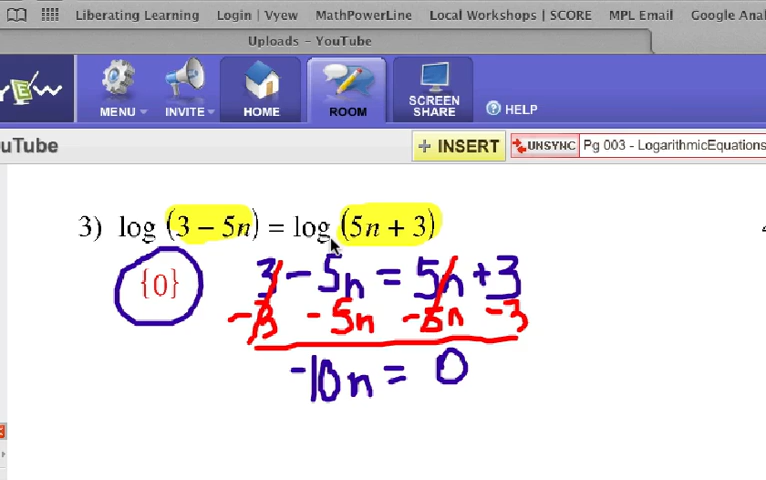 Liberating Learning Login | Vyew MathPowerLine Local Workshops | SCORE MPL Email Google Anal
Uploads – YouTube
YEW MENU INVITE HOME ROOM SCREEN SHARE HELP
uTube + INSERT UNSYNC Pg 003 - LogarithmicEquations
3) log (3 − 5n) = log (5n + 3)
{0} 3 − 5n = 5n + 3
−3 − 5n − 5n − 3
−10n = 0